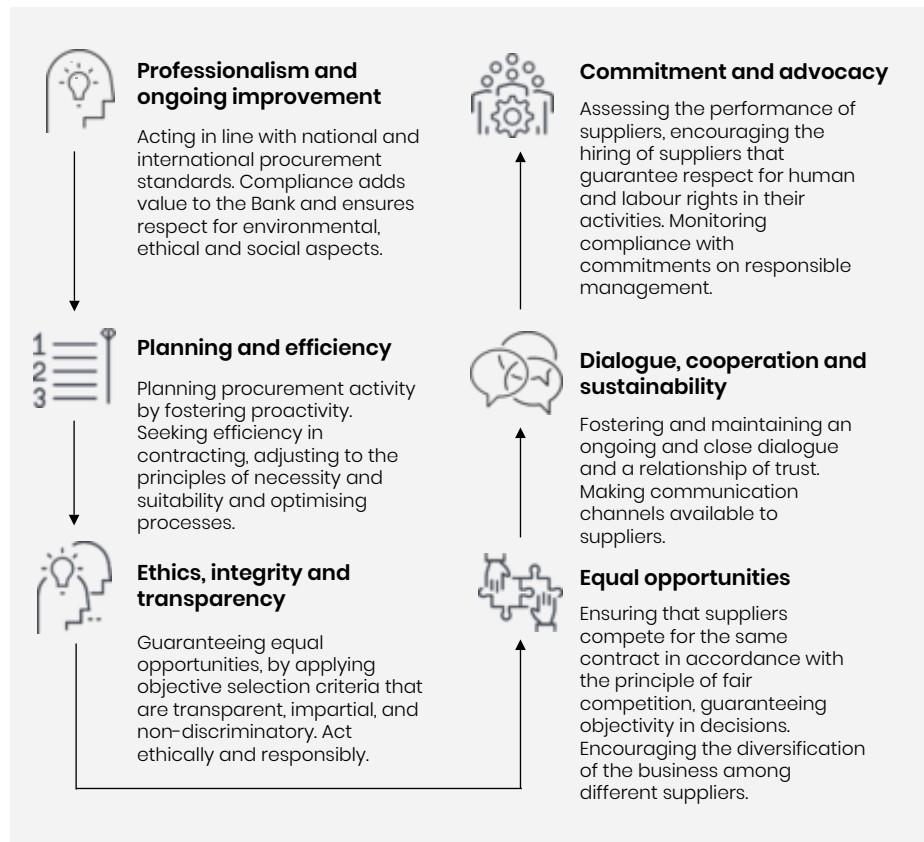 Professionalism and
ongoing improvement
Acting in line with national and
international procurement
standards. Compliance adds
value to the Bank and ensures
respect for environmental,
ethical and social aspects.
1
2
3
Planning and efficiency
Planning procurement activity
by fostering proactivity.
Seeking efficiency in
contracting, adjusting to the
principles of necessity and
suitability and optimising
processes.
Ethics, integrity and
transparency
Guaranteeing equal
opportunities, by applying
objective selection criteria that
are transparent, impartial, and
non-discriminatory. Act
ethically and responsibly.
Equal opportunities
Ensuring that suppliers
compete for the same
contract in accordance with
the principle of fair
competition, guaranteeing
objectivity in decisions.
Encouraging the diversification
of the business among
different suppliers.
Dialogue, cooperation and
sustainability
Fostering and maintaining an
ongoing and close dialogue
and a relationship of trust.
Making communication
channels available to
suppliers.
Commitment and advocacy
Assessing the performance of
suppliers, encouraging the
hiring of suppliers that
guarantee respect for human
and labour rights in their
activities. Monitoring
compliance with
commitments on responsible
management.